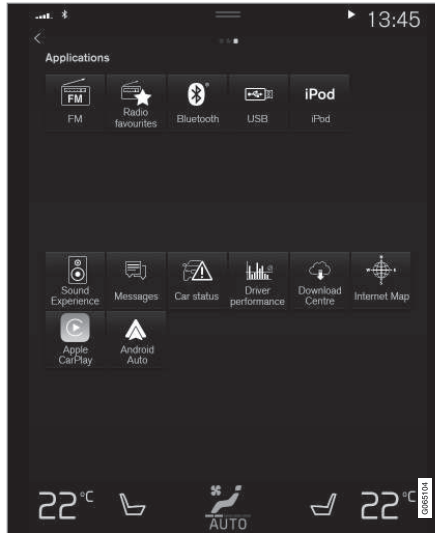 13:45
Applications
FM
iPod
FM
Radio
favourites
Bluetooth
USB
iPod
Sound
Experience
Messages
Car status
Driver
performance
Download
Centre
Internet Map
Apple
CarPlay
Android
Auto
22°C
AUTO
22°C
G065104